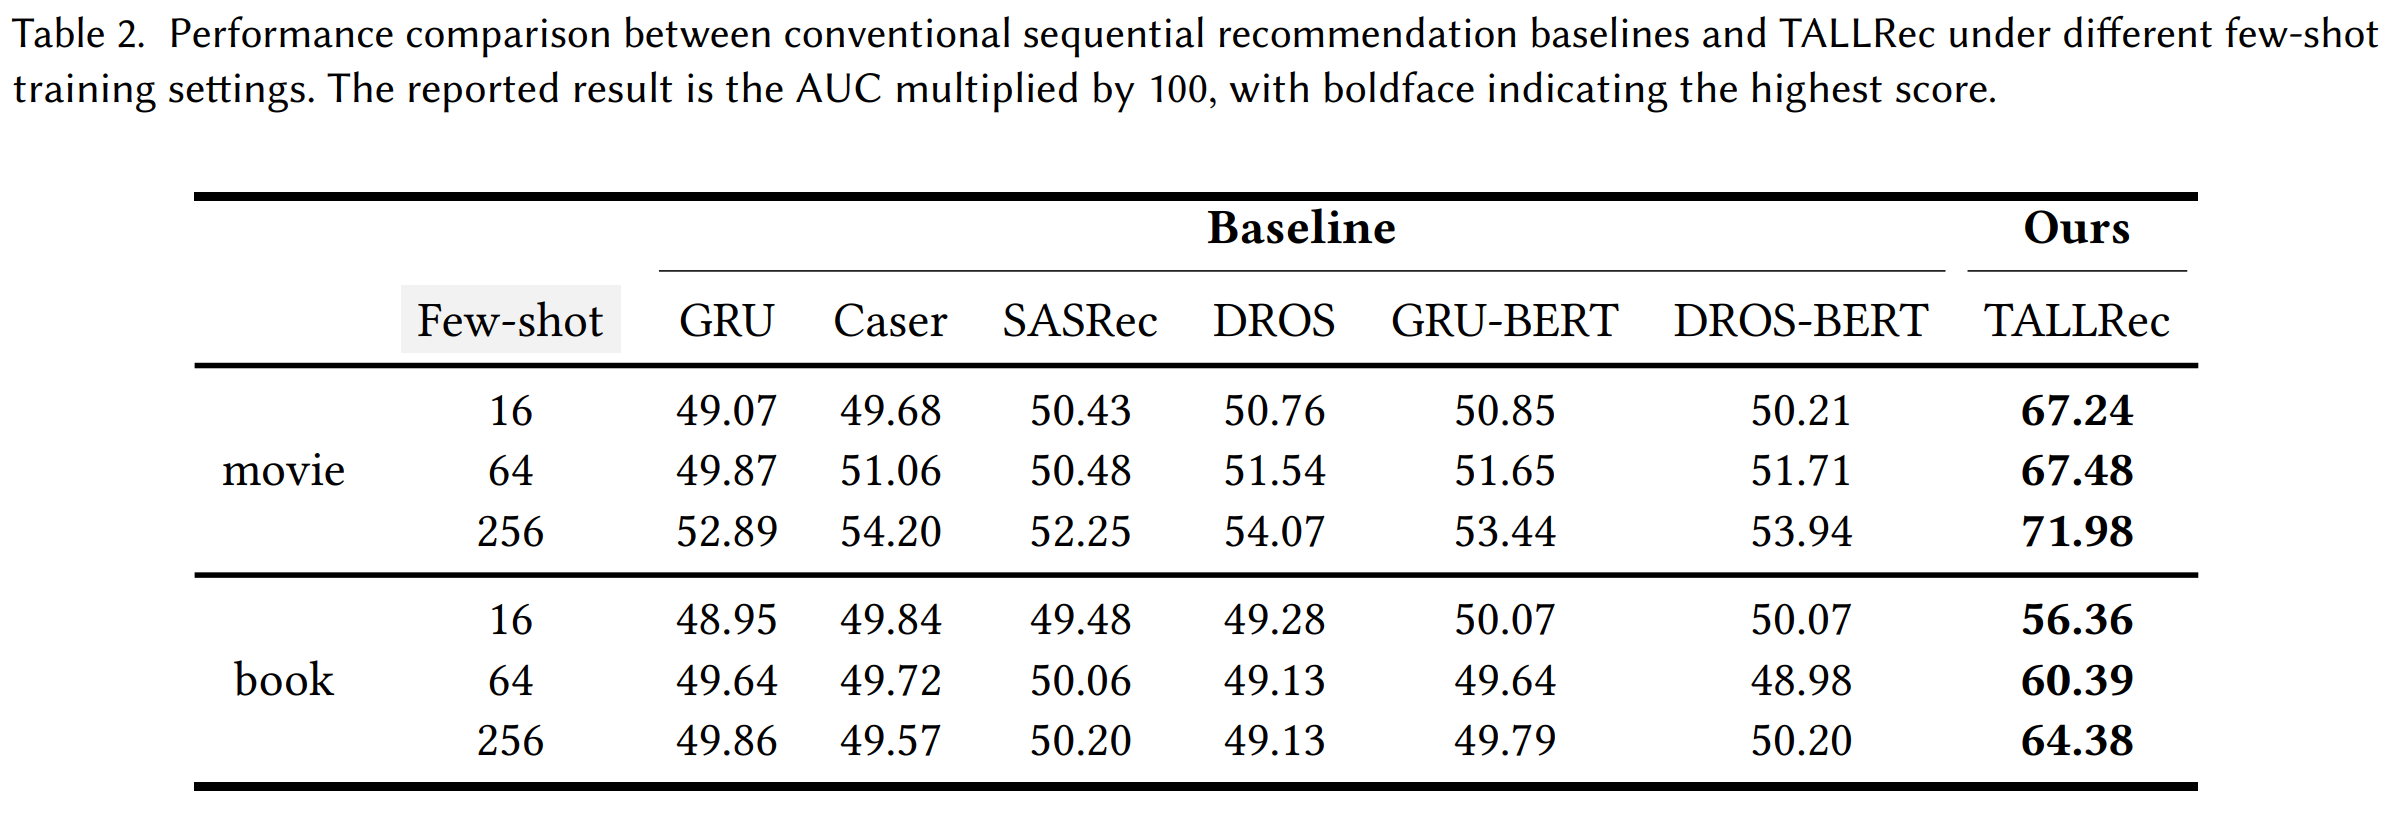 Table 2. Performance comparison between conventional sequential recommendation baselines and TALLRec under different few-shot
training settings. The reported result is the AUC multiplied by 100, with boldface indicating the highest score.
Baseline Ours
Few-shot GRU Caser SASRec DROS GRU-BERT DROS-BERT TALLRec
16 49.07 49.68 50.43 50.76 50.85 50.21 67.24
movie 64 49.87 51.06 50.48 51.54 51.65 51.71 67.48
256 52.89 54.20 52.25 54.07 53.44 53.94 71.98
16 48.95 49.84 49.48 49.28 50.07 50.07 56.36
book 64 49.64 49.72 50.06 49.13 49.64 48.98 60.39
256 49.86 49.57 50.20 49.13 49.79 50.20 64.38